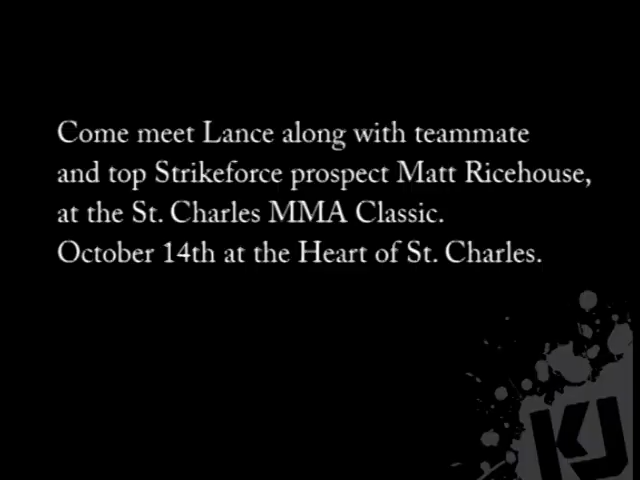 Come meet Lance along with teammate
and top Strikeforce prospect Matt Ricehouse,
at the St. Charles MMA Classic.
October 14th at the Heart of St. Charles.
KJ